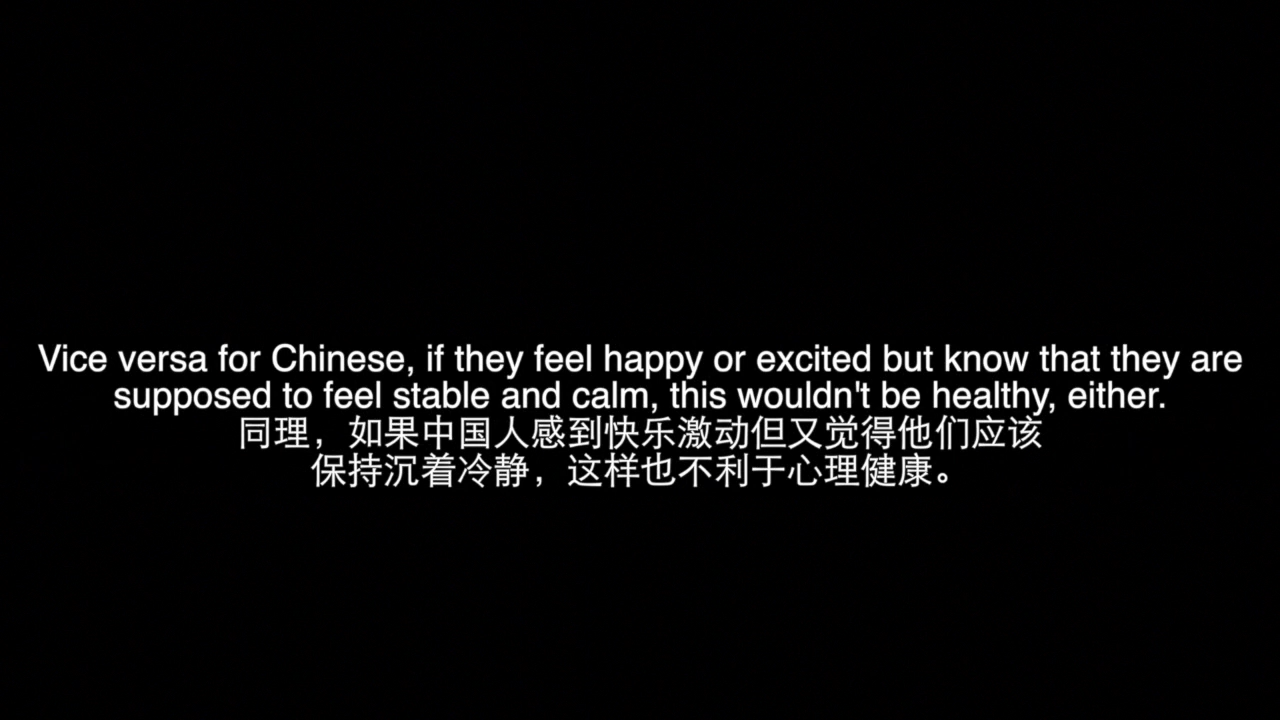 Vice versa for Chinese, if they feel happy or excited but know that they are
supposed to feel stable and calm, this wouldn't be healthy, either.
同理，如果中国人感到快乐激动但又觉得他们应该
保持沉着冷静，这样也不利于心理健康。